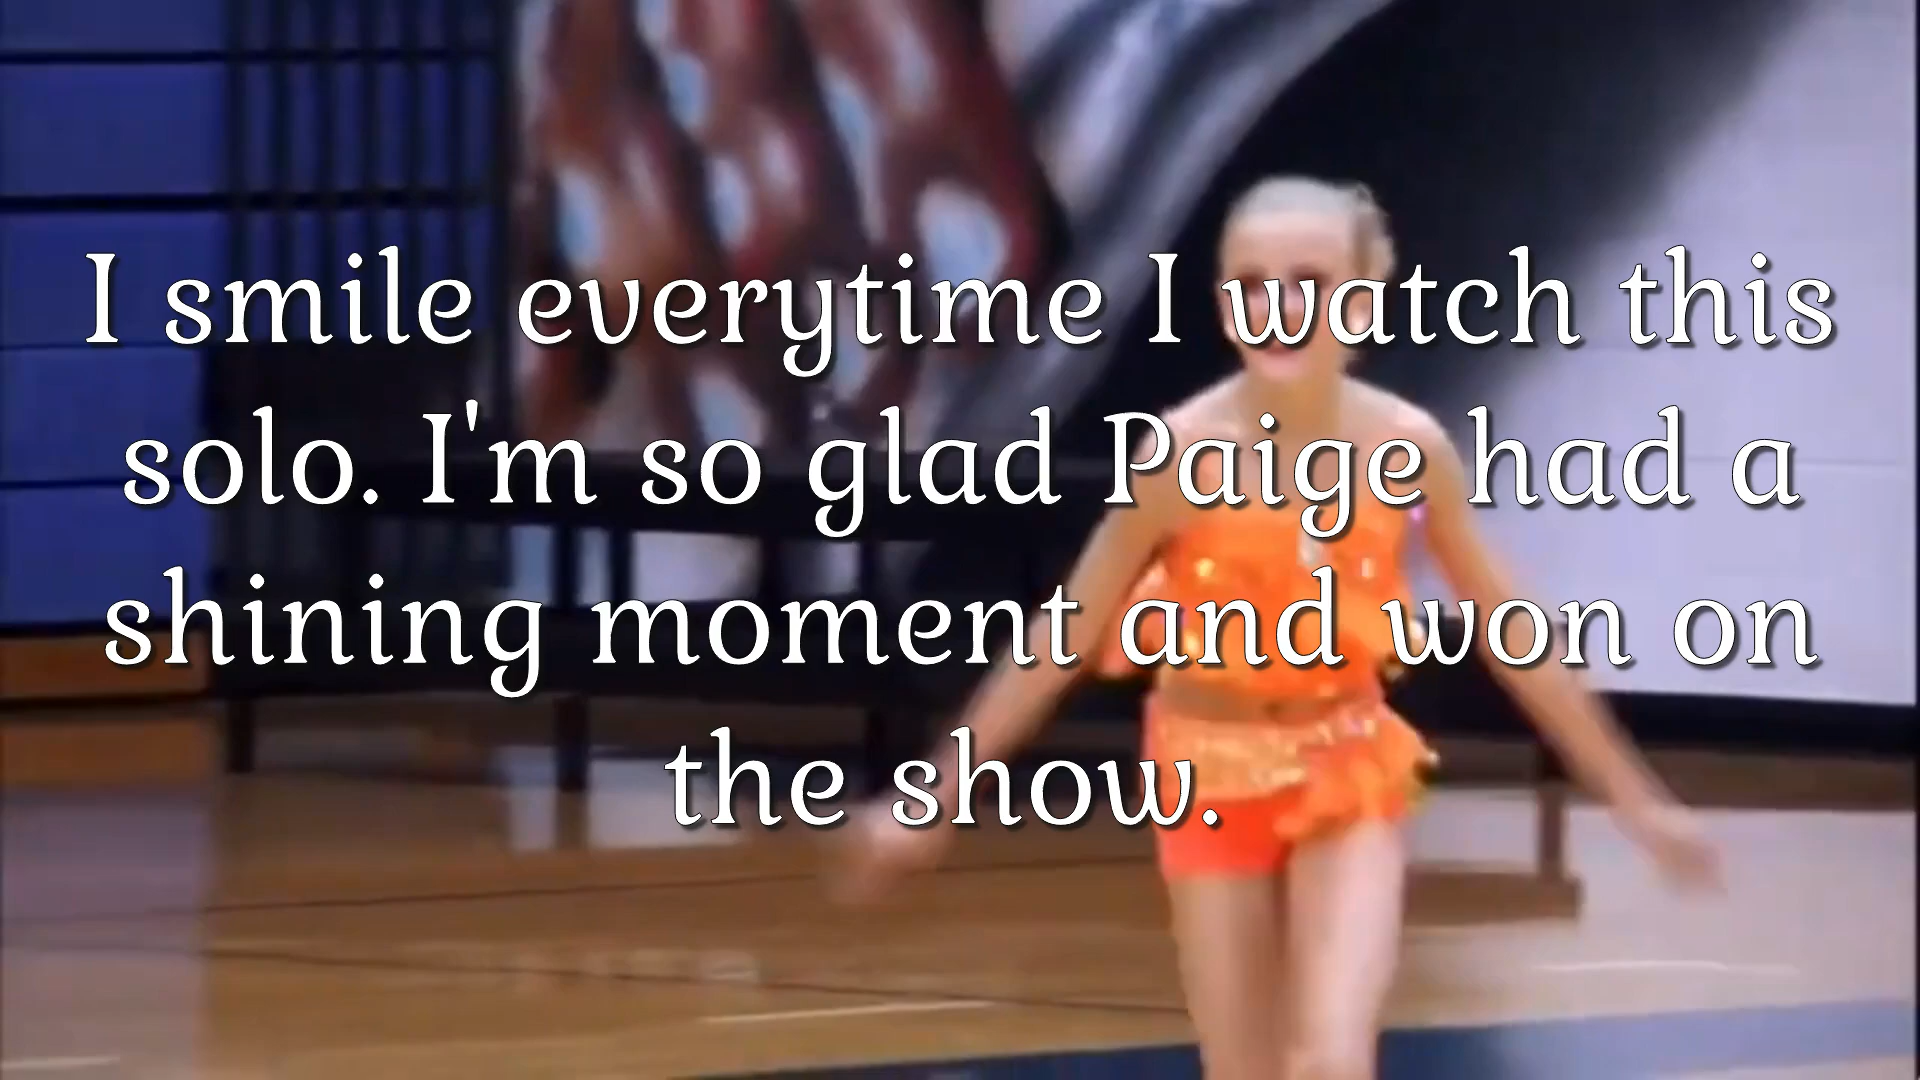 I smile everytime I watch this
solo. I'm so glad Paige had a
shining moment and won on
the show.